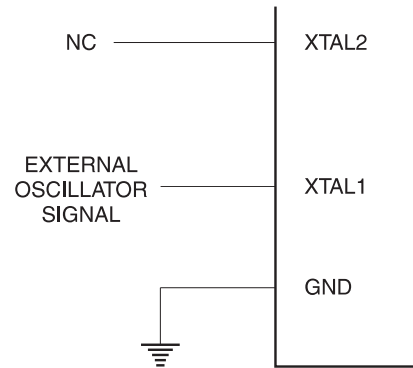 NC
XTAL2
EXTERNAL
OSCILLATOR
SIGNAL
XTAL1
GND